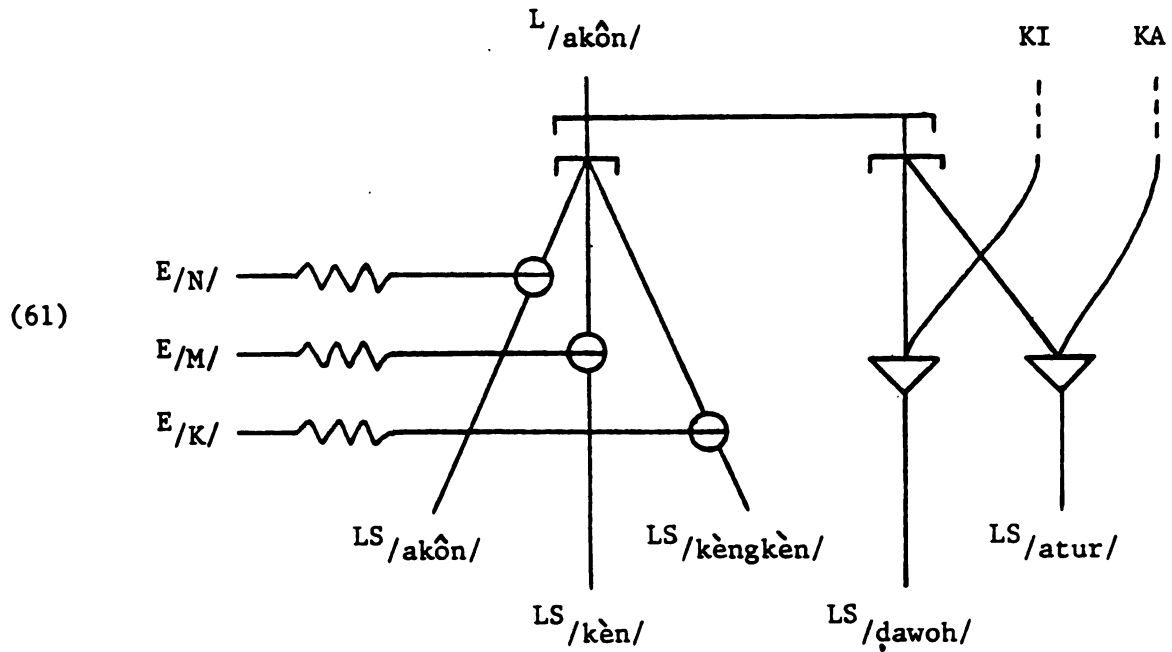 L/akôn/ KI KA
E/N/
(61)
E/M/
E/K/
LS/akôn/ LS/kèngkèn/ LS/atur/
LS/kèn/ LS/ḍawoh/